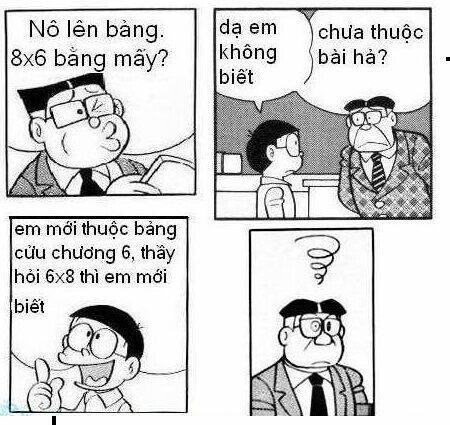 Nô lên bảng.
8x6 bằng mấy?
dạ em
không
biết
chưa thuộc
bài hả?
em mới thuộc bảng
cửu chương 6, thầy
hỏi 6x8 thì em mới
biết